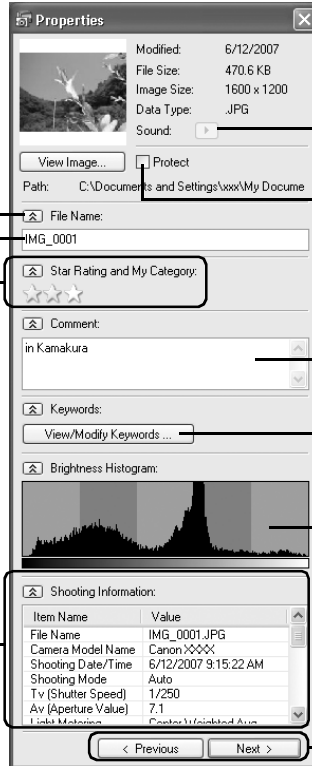 Properties
Modified: 6/12/2007
File Size: 470.6 KB
Image Size: 1600 x 1200
Data Type: .JPG
Sound:
View Image...
Protect
Path: C:\Documents and Settings\xxx\My Docume
File Name:
IMG_0001
Star Rating and My Category:
Comment:
in Kamakura
Keywords:
View/Modify Keywords ...
Brightness Histogram:
Shooting Information:
Item Name Value
File Name IMG_0001.JPG
Camera Model Name Canon XXXX
Shooting Date/Time 6/12/2007 9:15:22 AM
Shooting Mode Auto
Tv (Shutter Speed) 1/250
Av (Aperture Value) 7.1
Light Metering
< Previous Next >